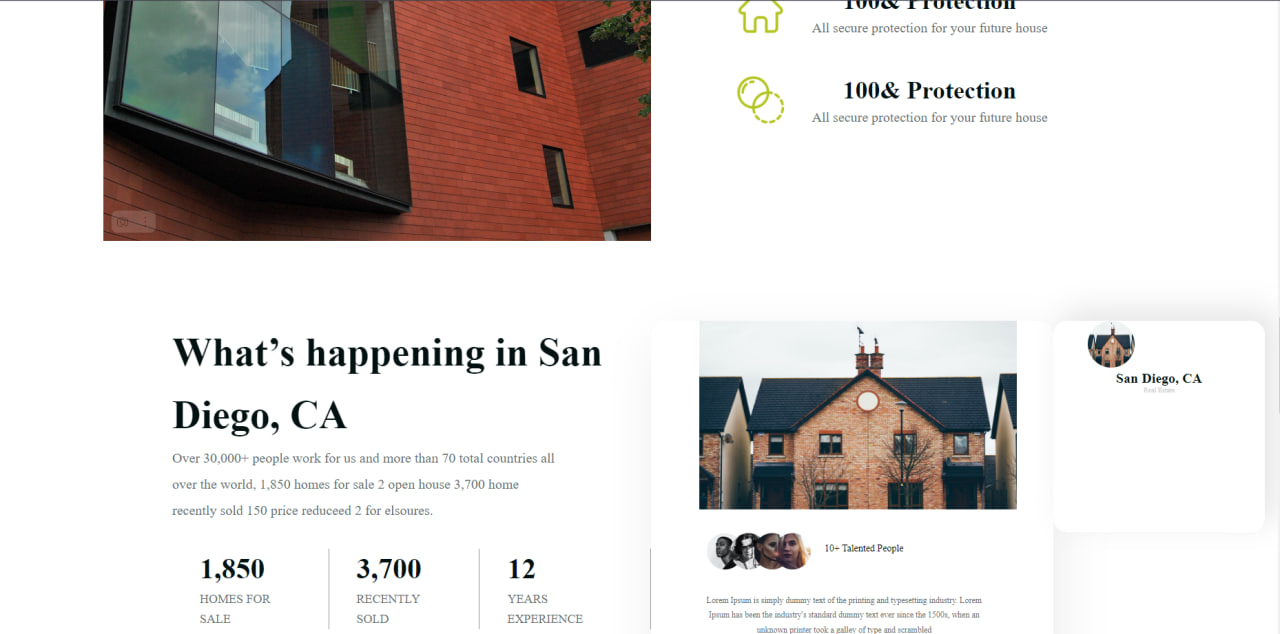 100& Protection
All secure protection for your future house
100& Protection
All secure protection for your future house
What’s happening in San
Diego, CA
Over 30,000+ people work for us and more than 70 total countries all
over the world, 1,850 homes for sale 2 open house 3,700 home
recently sold 150 price reduceed 2 for elsoures.
1,850
HOMES FOR
SALE
3,700
RECENTLY
SOLD
12
YEARS
EXPERIENCE
10+ Talented People
Lorem Ipsum is simply dummy text of the printing and typesetting industry. Lorem
Ipsum has been the industry's standard dummy text ever since the 1500s, when an
unknown printer took a galley of type and scrambled
San Diego, CA
Real Estate